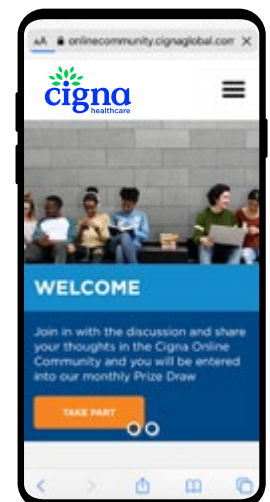 AA onlinecommunity.cignaglobal.com X
cigna
healthcare
WELCOME
Join in with the discussion and share
your thoughts in the Cigna Online
Community and you will be entered
into our monthly Prize Draw
TAKE PART